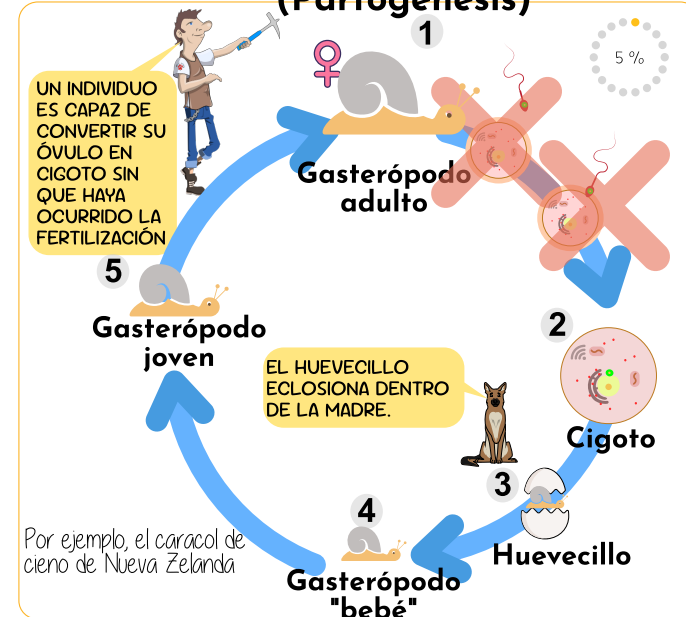 (Partogénesis)
1
5 %
UN INDIVIDUO
ES CAPAZ DE
CONVERTIR SU
ÓVULO EN
CIGOTO SIN
QUE HAYA
OCURRIDO LA
FERTILIZACIÓN
Gasterópodo
adulto
5
Gasterópodo
joven
2
Cigoto
EL HUEVECILLO
ECLOSIONA DENTRO
DE LA MADRE.
3
Huevecillo
4
Gasterópodo
"bebé"
Por ejemplo, el caracol de
cieno de Nueva Zelanda